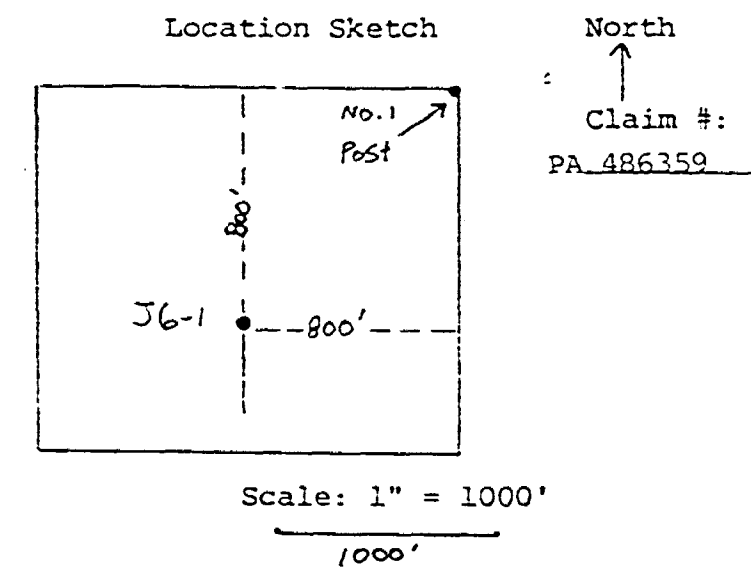 Location Sketch
North
No.1
Post
Claim #:
PA 486359
800'
J6-1
800'
Scale: 1" = 1000'
1000'